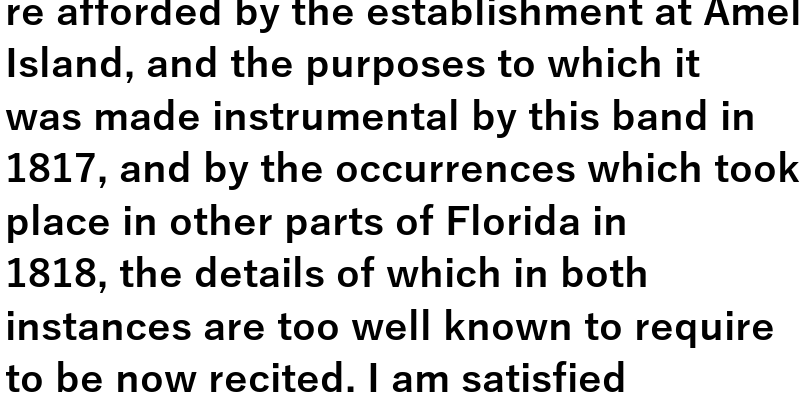 re afforded by the establishment at Amel
Island, and the purposes to which it
was made instrumental by this band in
1817, and by the occurrences which took
place in other parts of Florida in
1818, the details of which in both
instances are too well known to require
to be now recited. I am satisfied